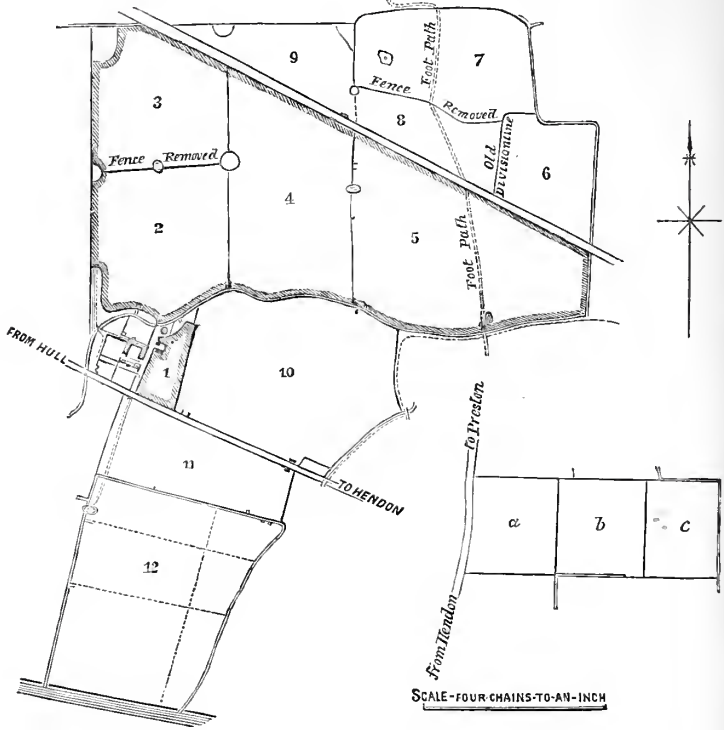 9
7
Foot Path
Fence Removed
3
8
Old
Divisionline
6
Fence Removed
4
2
5
Foot Path
FROM HULL
1
10
to Preston
11
TO HENDON
a
b
c
12
from Hendon
SCALE-FOUR-CHAINS-TO-AN-INCH